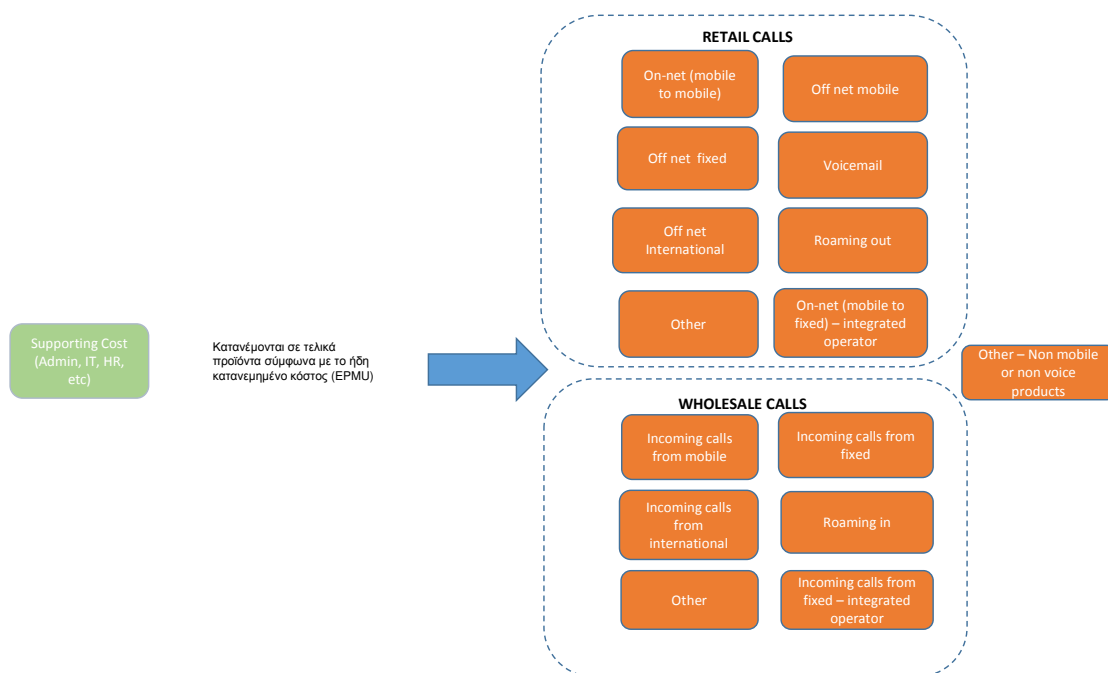 RETAIL CALLS
On-net (mobile
to mobile)
Off net mobile
Off net fixed
Voicemail
Off net
International
Roaming out
Other
On-net (mobile to
fixed) – integrated
operator
Supporting Cost
(Admin, IT, HR,
etc)
Κατανέμονται σε τελικά
προϊόντα σύμφωνα με το ήδη
κατανεμημένο κόστος (EPMU)
Other – Non mobile
or non voice
products
WHOLESALE CALLS
Incoming calls
from mobile
Incoming calls from
fixed
Incoming calls
from
international
Roaming in
Other
Incoming calls from
fixed – integrated
operator